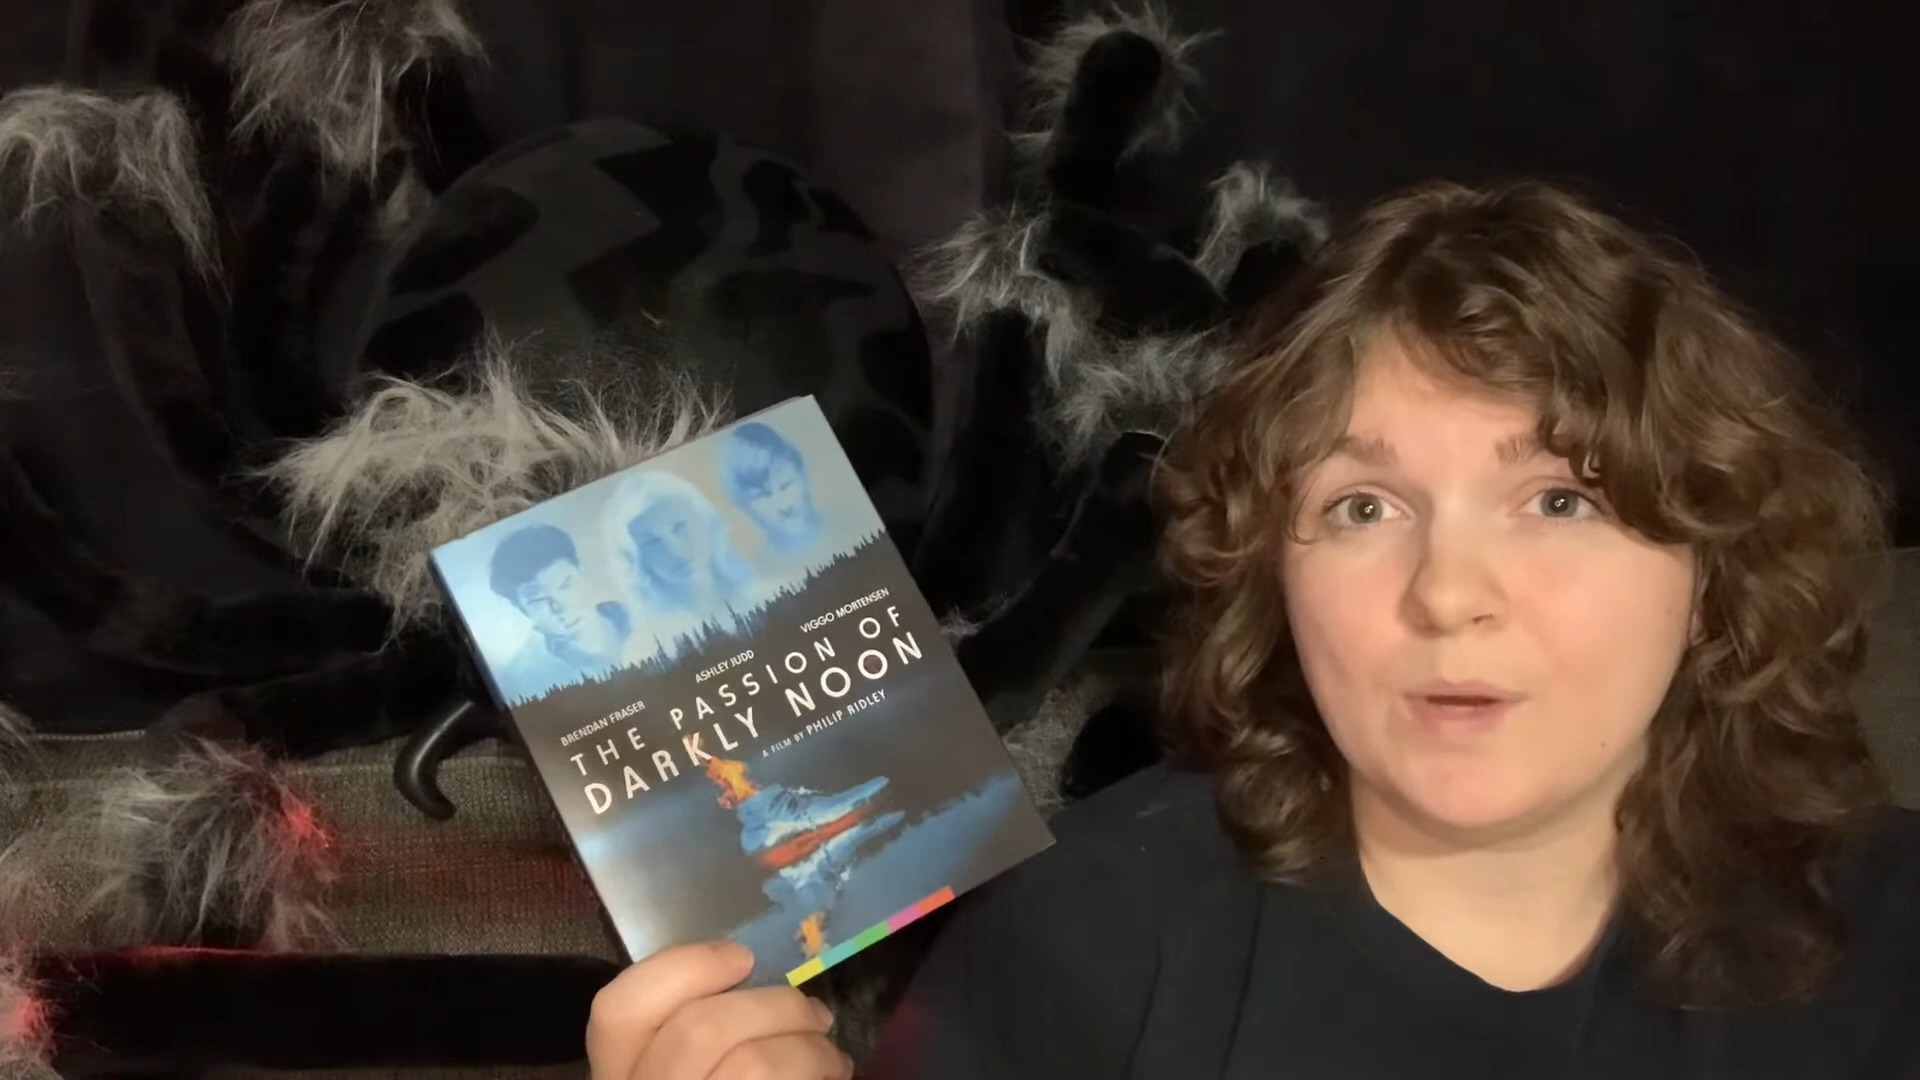 BRENDAN FRASER
ASHLEY JUDD
VIGGO MORTENSEN
THE PASSION OF
DARKLY NOON
A FILM BY PHILIP RIDLEY